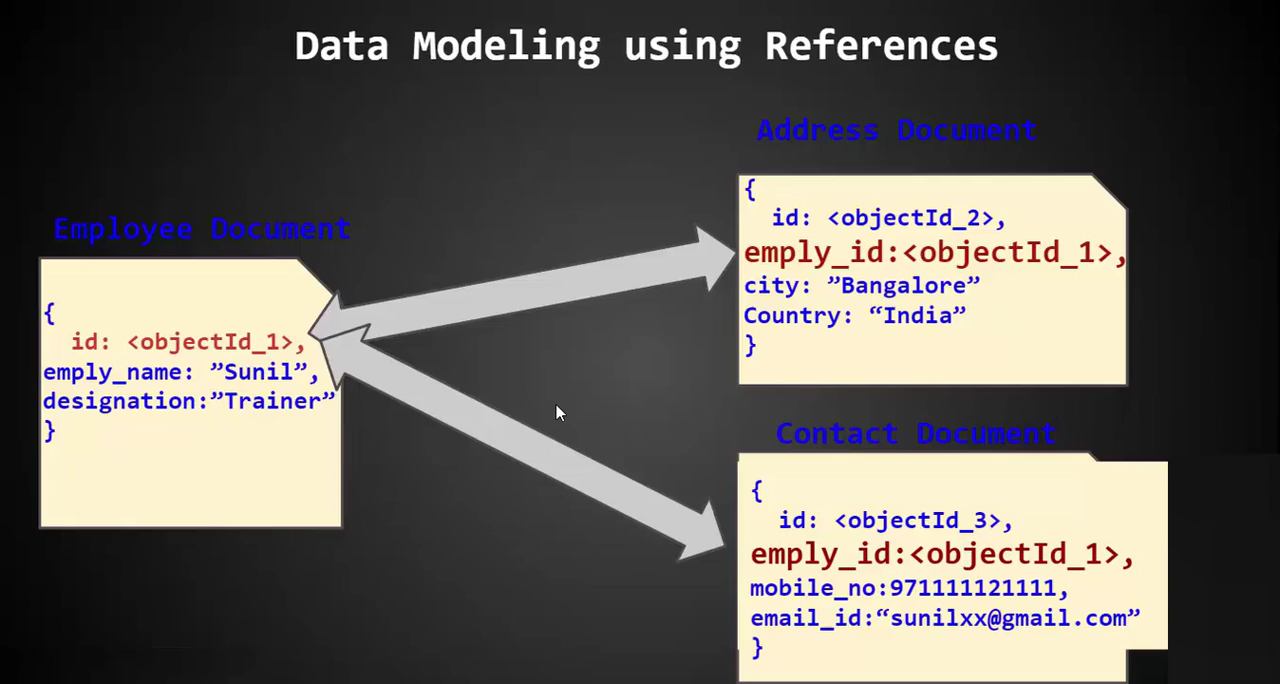 Data Modeling using References
Employee Document
{
id: <objectId_1>,
emply_name: ”Sunil”,
designation:”Trainer”
}
Address Document
{
id: <objectId_2>,
emply_id:<objectId_1>,
city: ”Bangalore”
Country: “India”
}
Contact Document
{
id: <objectId_3>,
emply_id:<objectId_1>,
mobile_no:971111121111,
email_id:“sunilxx@gmail.com”
}